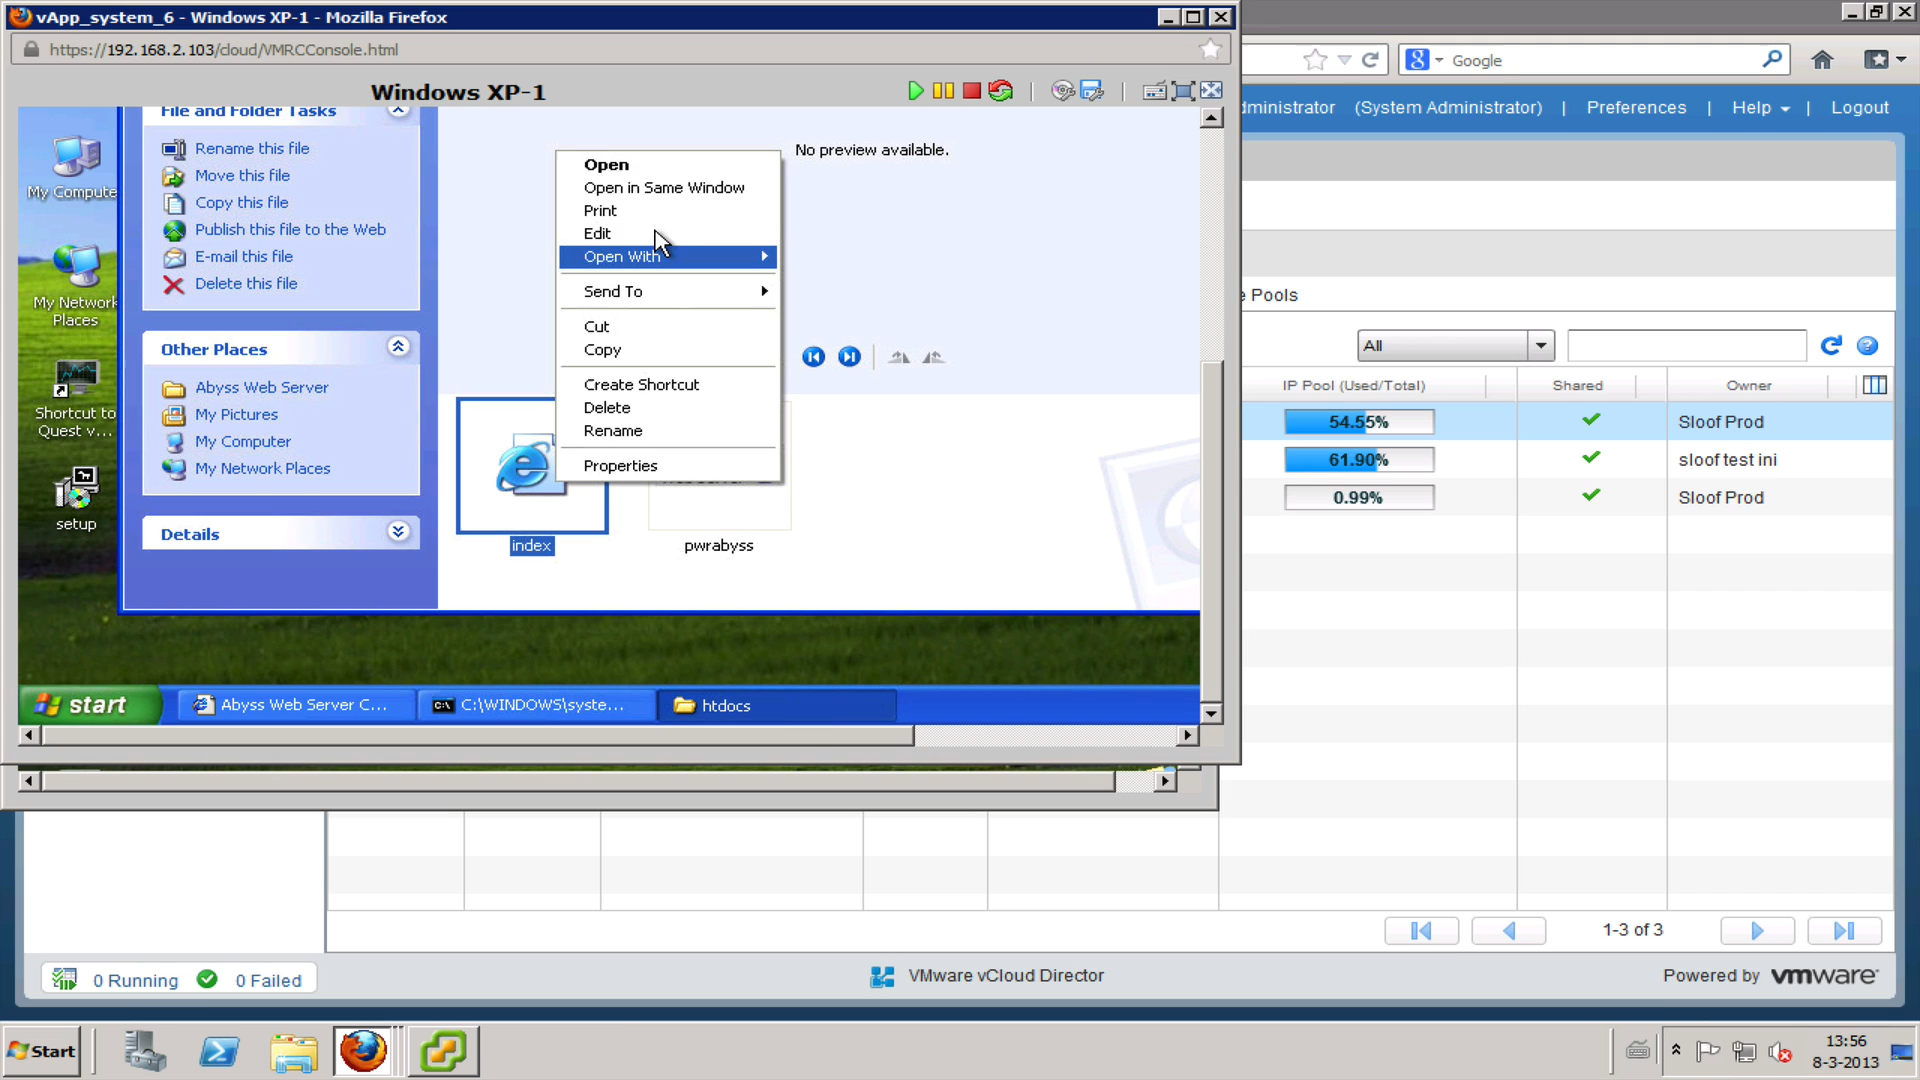 vApp_system_6 - Windows XP-1 - Mozilla Firefox
https://192.168.2.103/cloud/VMRCConsole.html
Google
Windows XP-1
dministrator (System Administrator) | Preferences | Help | Logout
File and Folder Tasks
Rename this file
Move this file
Copy this file
Publish this file to the Web
E-mail this file
Delete this file
Other Places
Abyss Web Server
My Pictures
My Computer
My Network Places
Details
My Compute
My Network
Places
Shortcut to
Quest v...
setup
No preview available.
Open
Open in Same Window
Print
Edit
Open With
Send To
Cut
Copy
Create Shortcut
Delete
Rename
Properties
index
pwrabyss
start
Abyss Web Server C...
C:\WINDOWS\syste...
htdocs
e Pools
All
IP Pool (Used/Total) Shared Owner
54.55% Sloof Prod
61.90% sloof test ini
0.99% Sloof Prod
1-3 of 3
0 Running 0 Failed
VMware vCloud Director
Powered by vmware
Start
13:56
8-3-2013